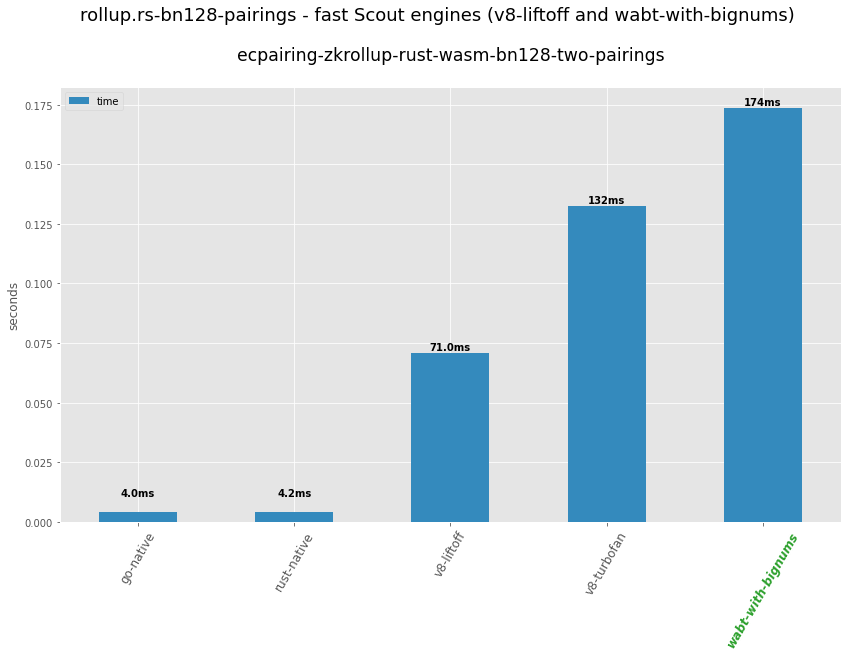 rollup.rs-bn128-pairings - fast Scout engines (v8-liftoff and wabt-with-bignums)
ecpairing-zkrollup-rust-wasm-bn128-two-pairings
time
seconds
0.175
0.150
0.125
0.100
0.075
0.050
0.025
0.000
4.0ms
4.2ms
71.0ms
132ms
174ms
go-native
rust-native
v8-liftoff
v8-turbofan
wabt-with-bignums